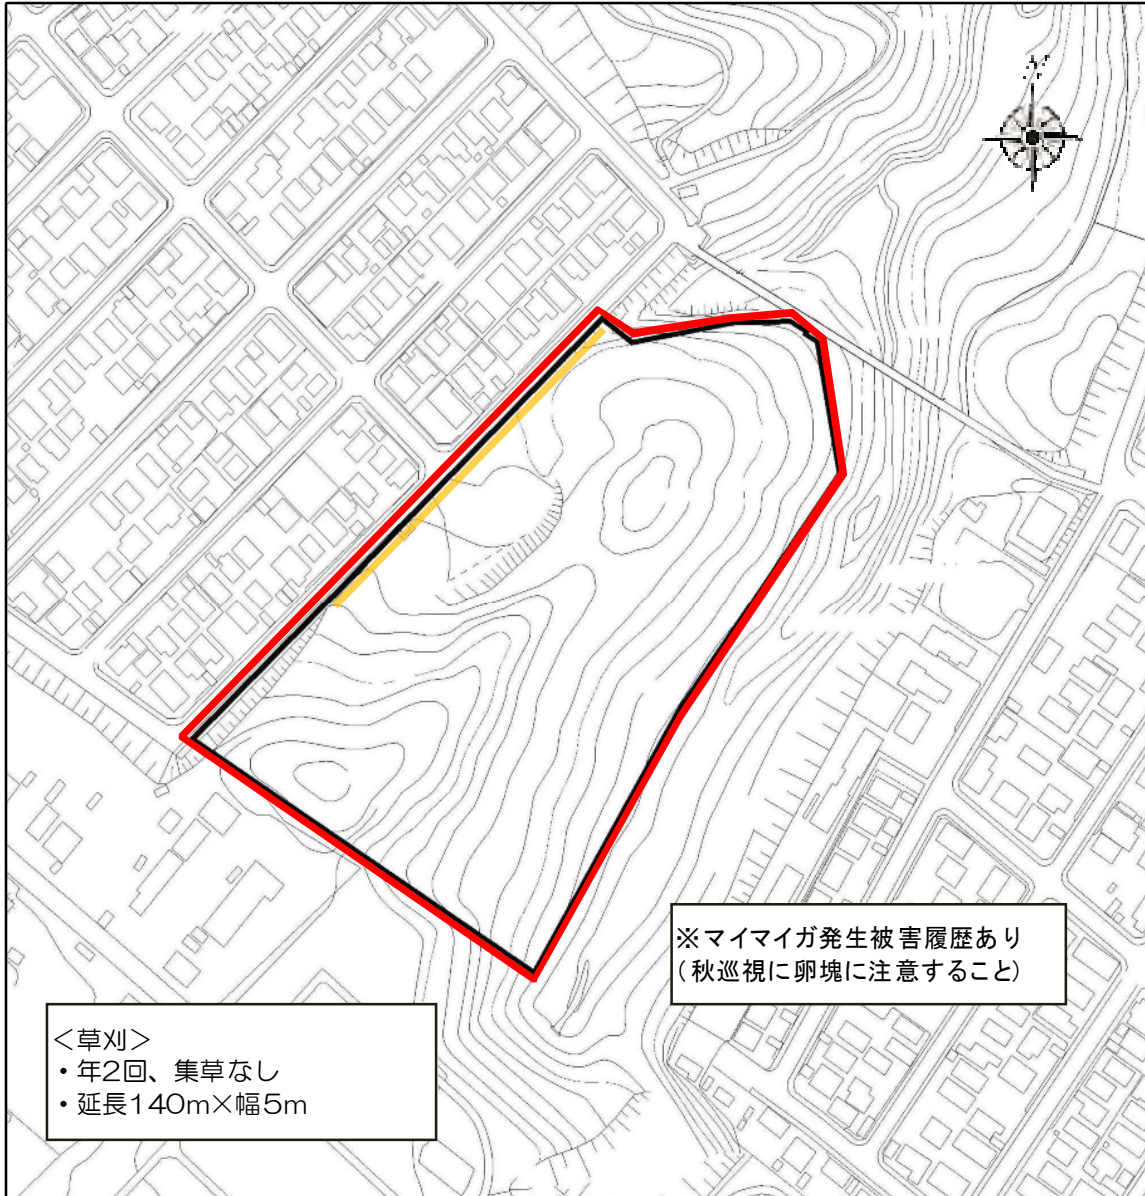 N
※マイマイガ発生被害履歴あり
(秋巡視に卵塊に注意すること)
＜草刈＞
・年2回、集草なし
・延長140m×幅5m